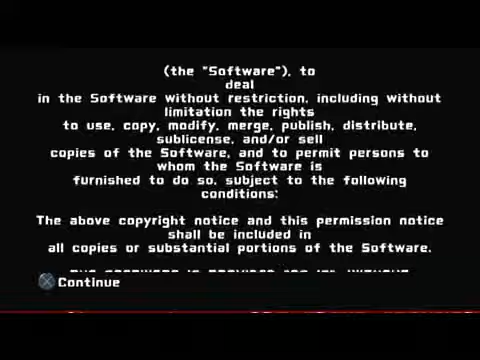 (the "Software"), to
deal
in the Software without restriction, including without
limitation the rights
to use, copy, modify, merge, publish, distribute,
sublicense, and/or sell
copies of the Software, and to permit persons to
whom the Software is
furnished to do so, subject to the following
conditions:
The above copyright notice and this permission notice
shall be included in
all copies or substantial portions of the Software.
Continue